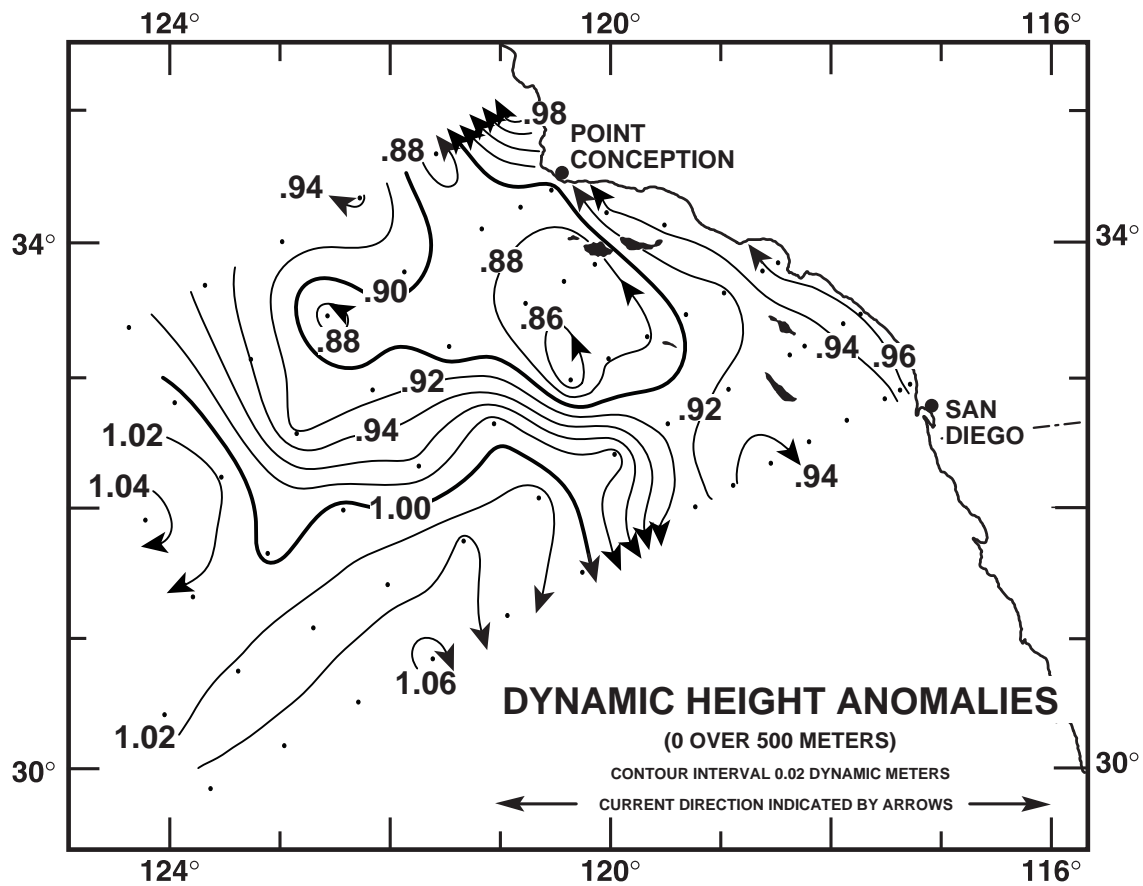 124° 120° 116°
.98
POINT
CONCEPTION
.88
.94
34° 34°
.88
.90
.86
.88
.94 .96
.92
.92
SAN
DIEGO
.94
1.02
.94
1.04
1.00
1.06
DYNAMIC HEIGHT ANOMALIES
1.02
(0 OVER 500 METERS)
30° 30°
CONTOUR INTERVAL 0.02 DYNAMIC METERS
CURRENT DIRECTION INDICATED BY ARROWS
124° 120° 116°